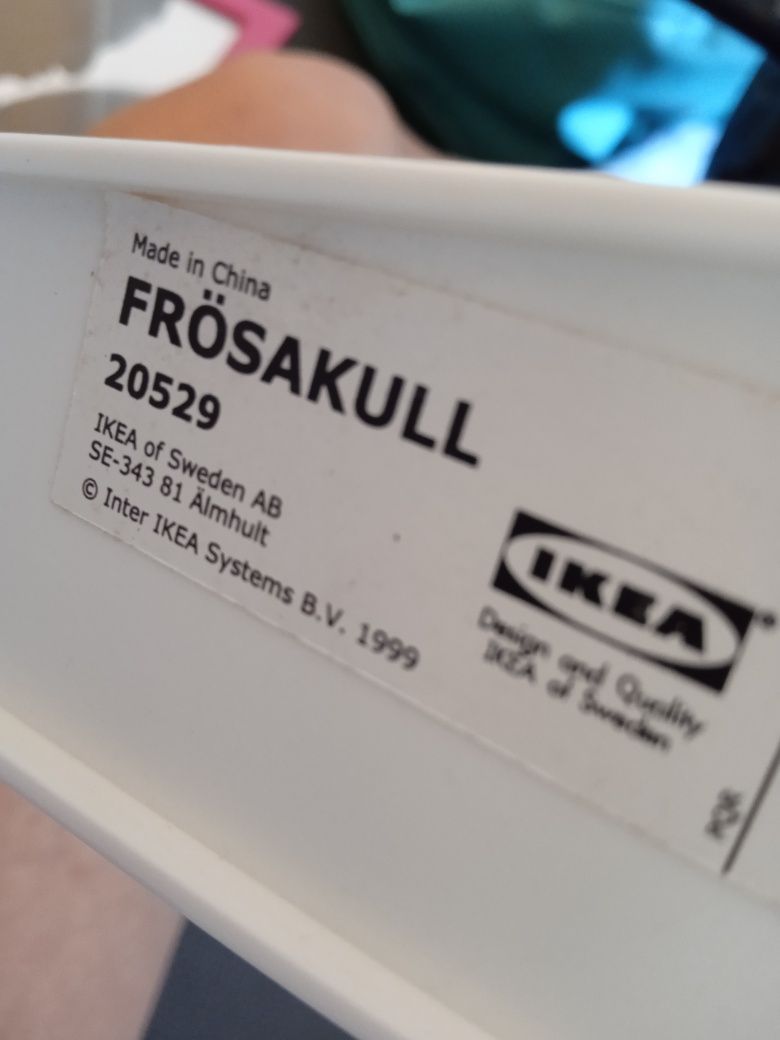 Made in China
FRÖSAKULL
20529
IKEA of Sweden AB
SE-343 81 Älmhult
© Inter IKEA Systems B.V. 1999
IKEA®
Design and Quality
IKEA of Sweden